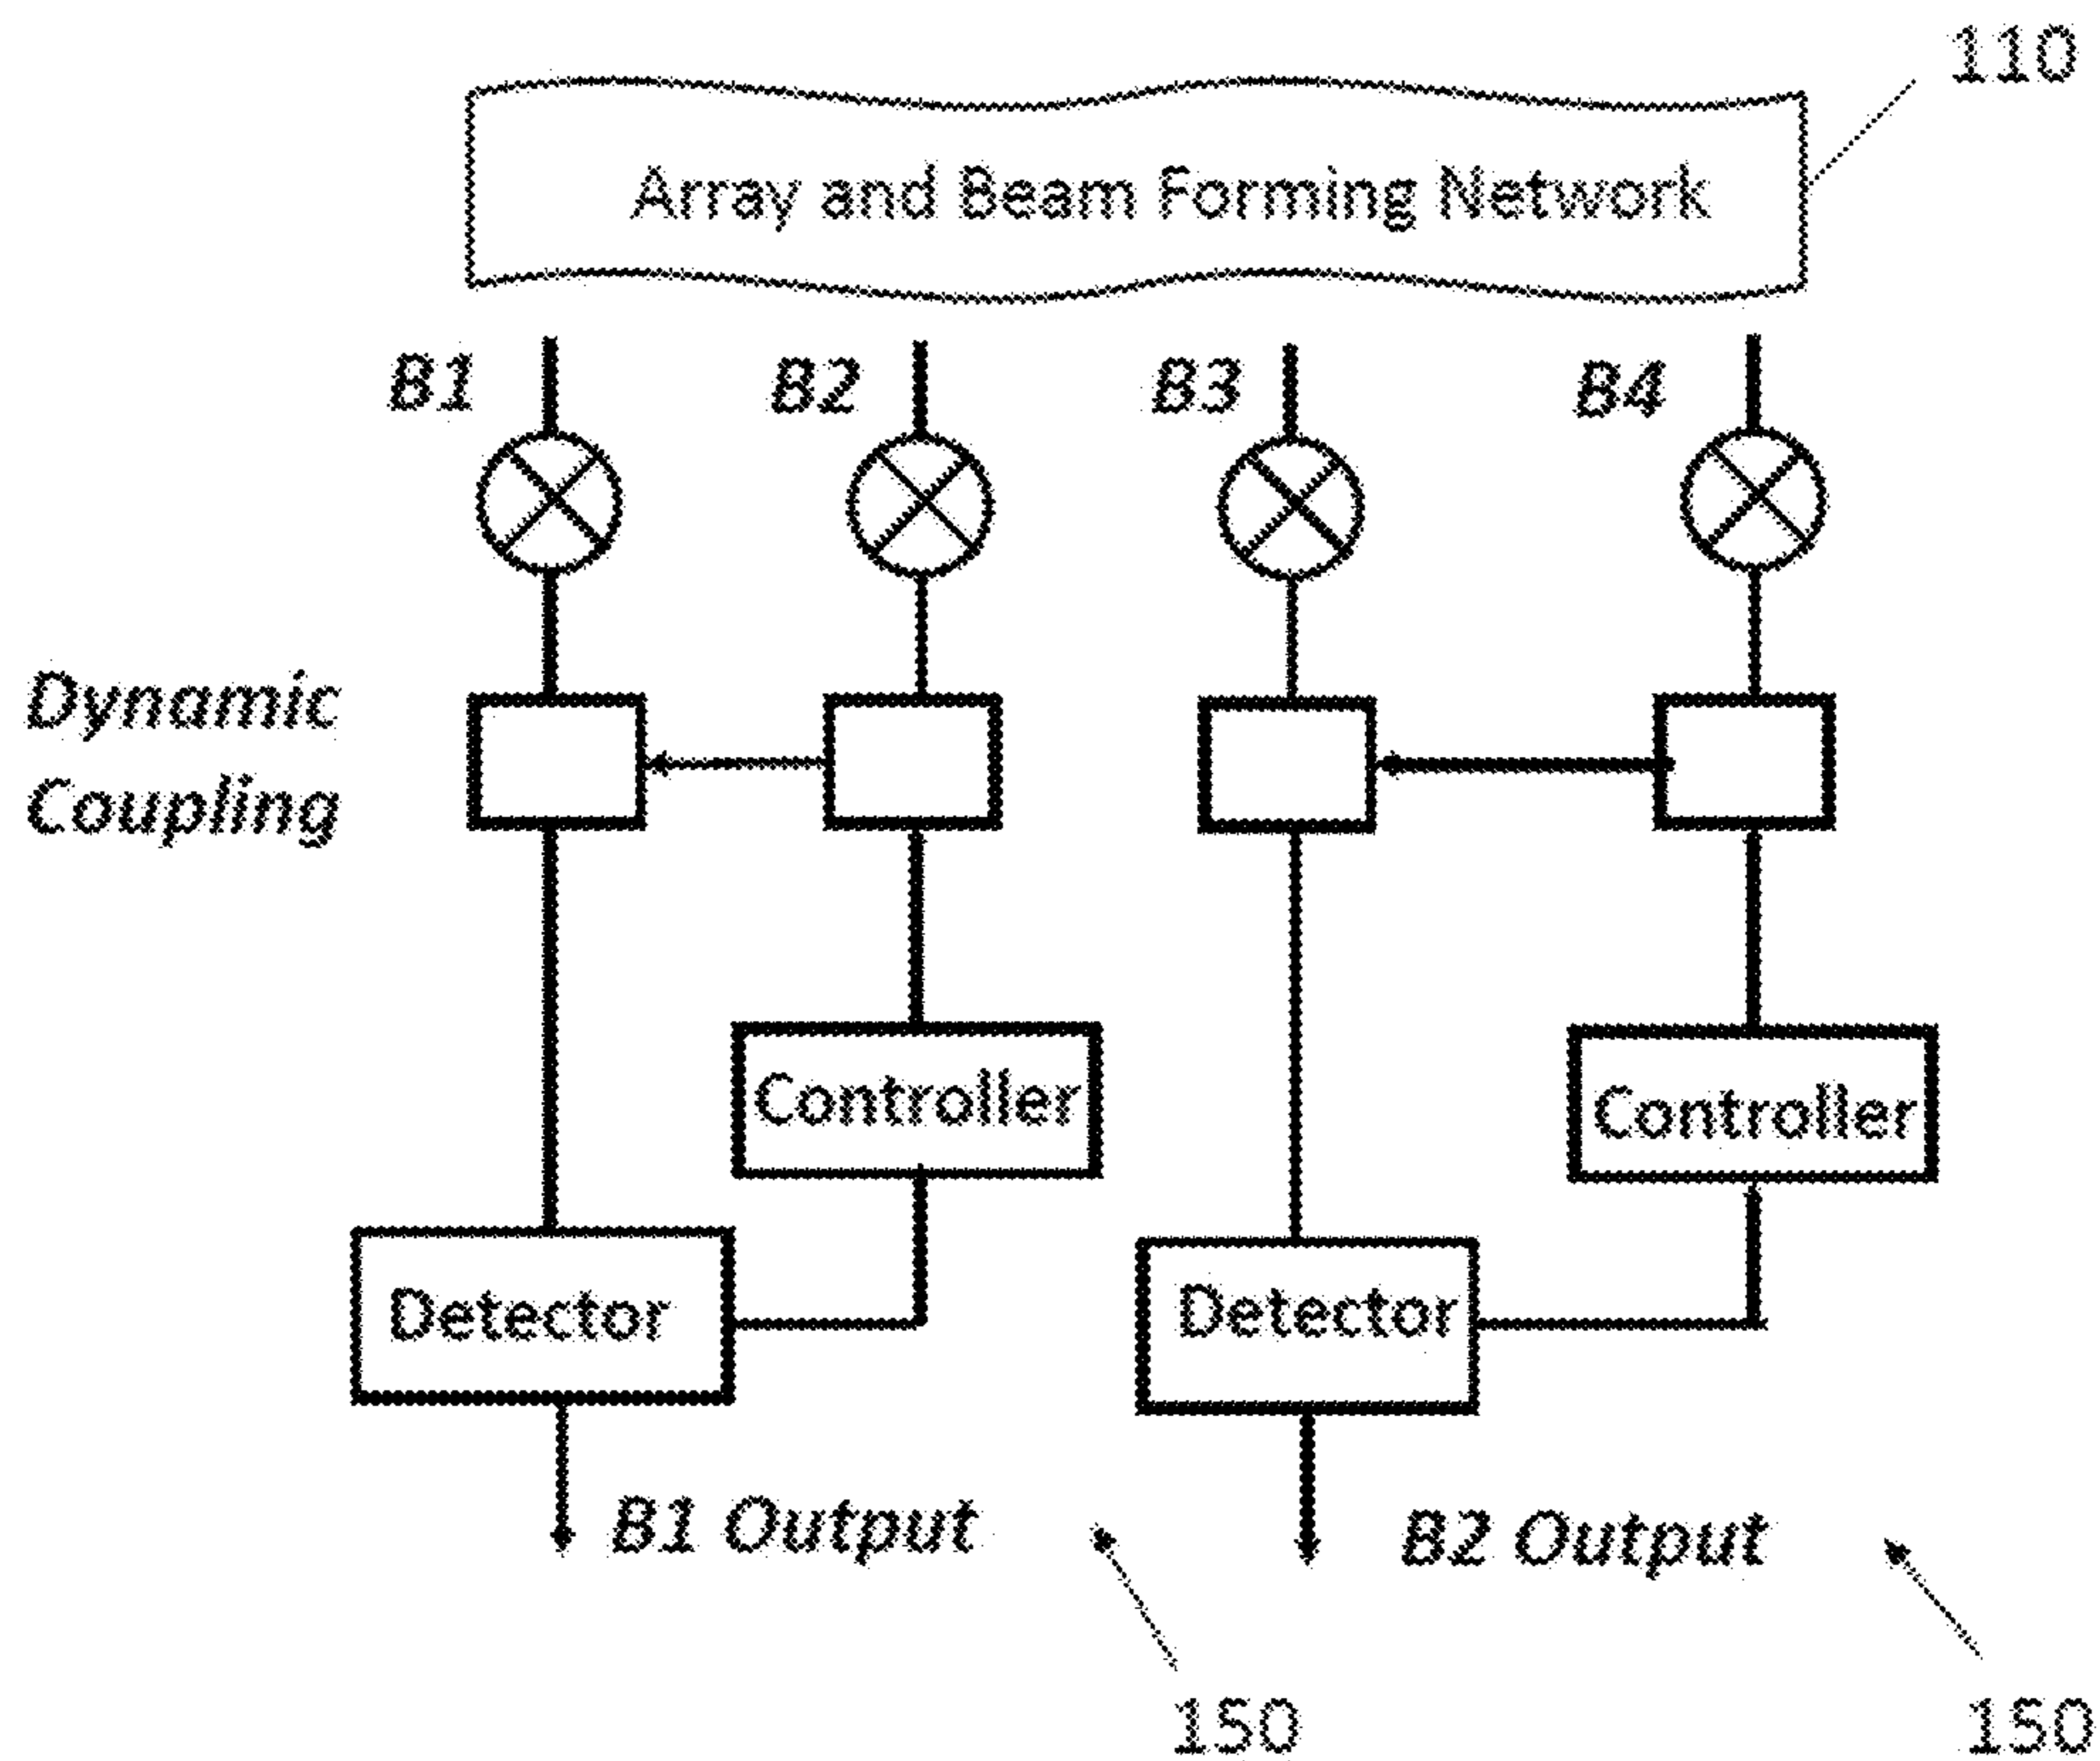 110
Array and Beam Forming Network
B1
B2
B3
B4
Dynamic
Coupling
Controller
Controller
Detector
Detector
B1 Output
B2 Output
150
150